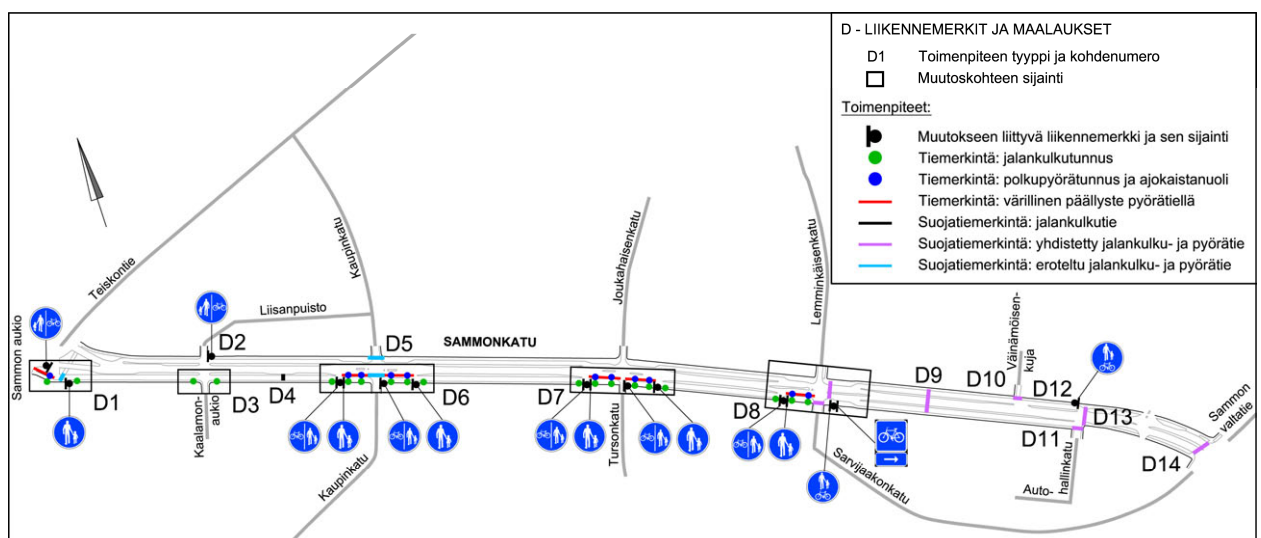 D - LIIKENNEMERKIT JA MAALAUKSET
D1 Toimenpiteen tyyppi ja kohdenumero
Muutoskohteen sijainti
Toimenpiteet:
Muutokseen liittyvä liikennemerkki ja sen sijainti
Tiemerkintä: jalankulkutunnus
Tiemerkintä: polkupyörätunnus ja ajokaistanuoli
Tiemerkintä: värillinen päällyste pyörätiellä
Suojatiemerkintä: jalankulkutie
Suojatiemerkintä: yhdistetty jalankulku- ja pyörätie
Suojatiemerkintä: eroteltu jalankulku- ja pyörätie
Teiskontie
Kaupinkatu
Liisanpuisto
Joukahaisenkatu
Lemminkäisenkatu
Väinämöisen-
kuja
Sammon aukio
D2
D5
SAMMONKATU
D9
D10
D12
D13
Sammon
valtatie
D1
D3
D4
D6
D7
D8
D11
D14
Kaalamon-
aukio
Kaupinkatu
Tursonkatu
Sarvijaakonkatu
Auto-
hallinkatu